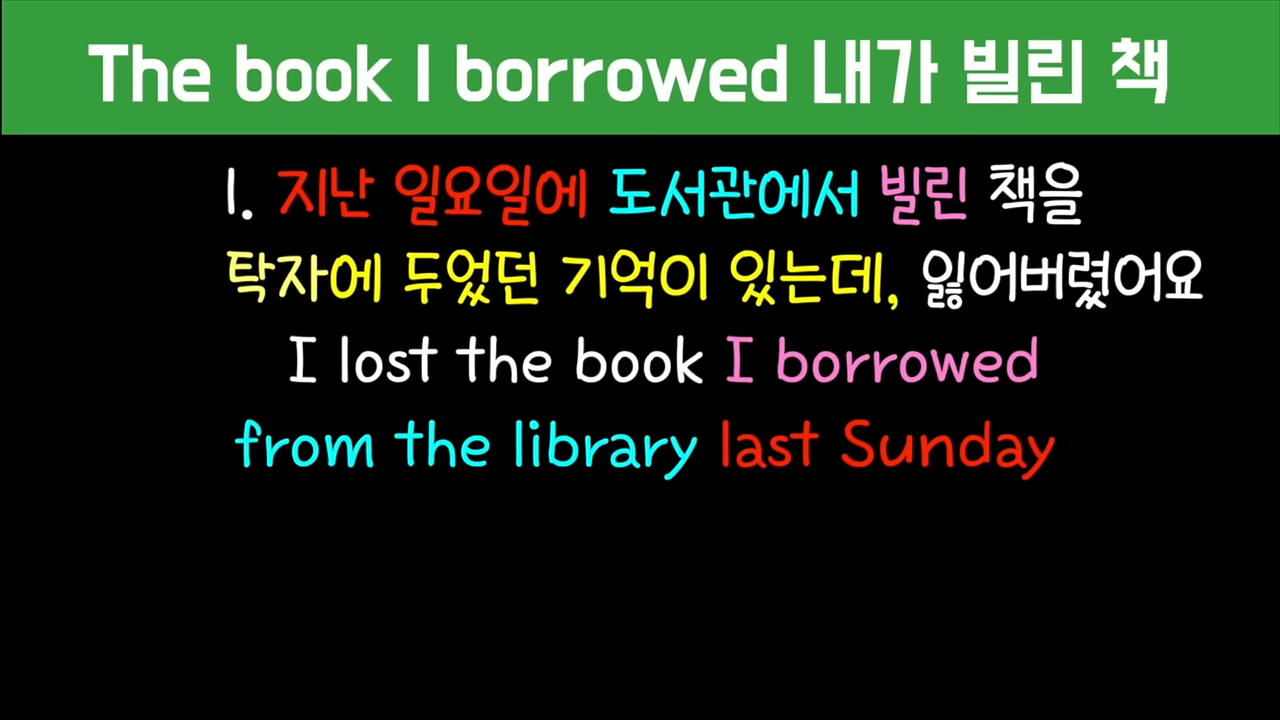 The book I borrowed 내가 빌린 책
1. 지난 일요일에 도서관에서 빌린 책을
탁자에 두었던 기억이 있는데, 잃어버렸어요
I lost the book I borrowed
from the library last Sunday